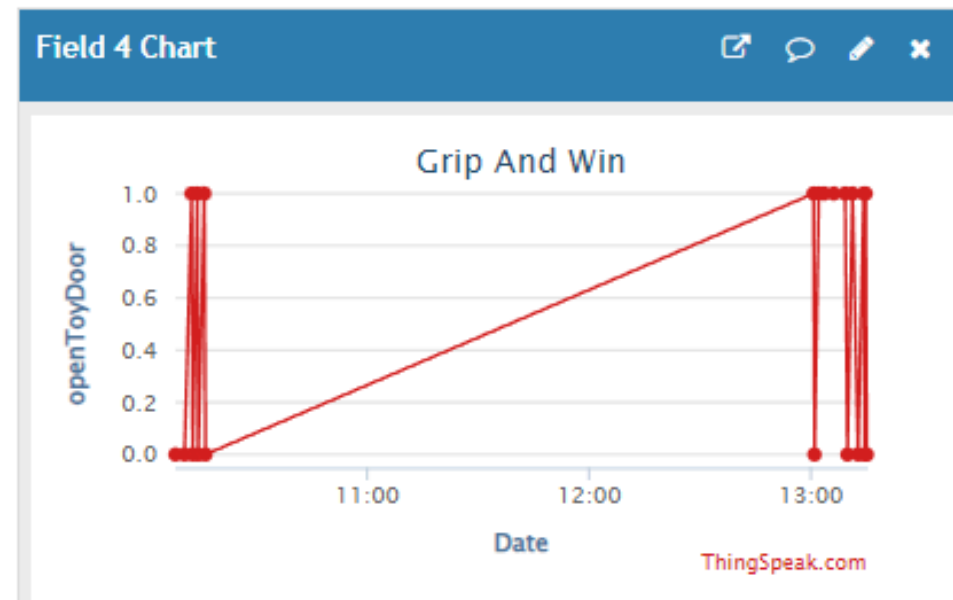 Field 4 Chart
Grip And Win
1.0
0.8
0.6
0.4
0.2
0.0
openToyDoor
11:00 12:00 13:00
Date
ThingSpeak.com